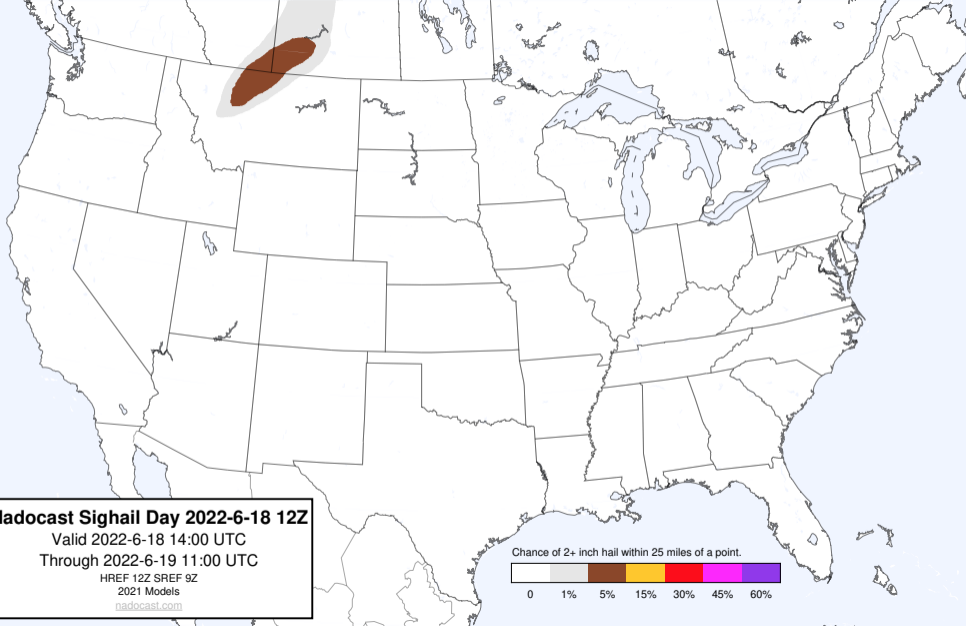 adocast Sighail Day 2022-6-18 12Z
Valid 2022-6-18 14:00 UTC
Through 2022-6-19 11:00 UTC
HREF 12Z SREF 9Z
2021 Models
nadocast.com
Chance of 2+ inch hail within 25 miles of a point.
0 1% 5% 15% 30% 45% 60%